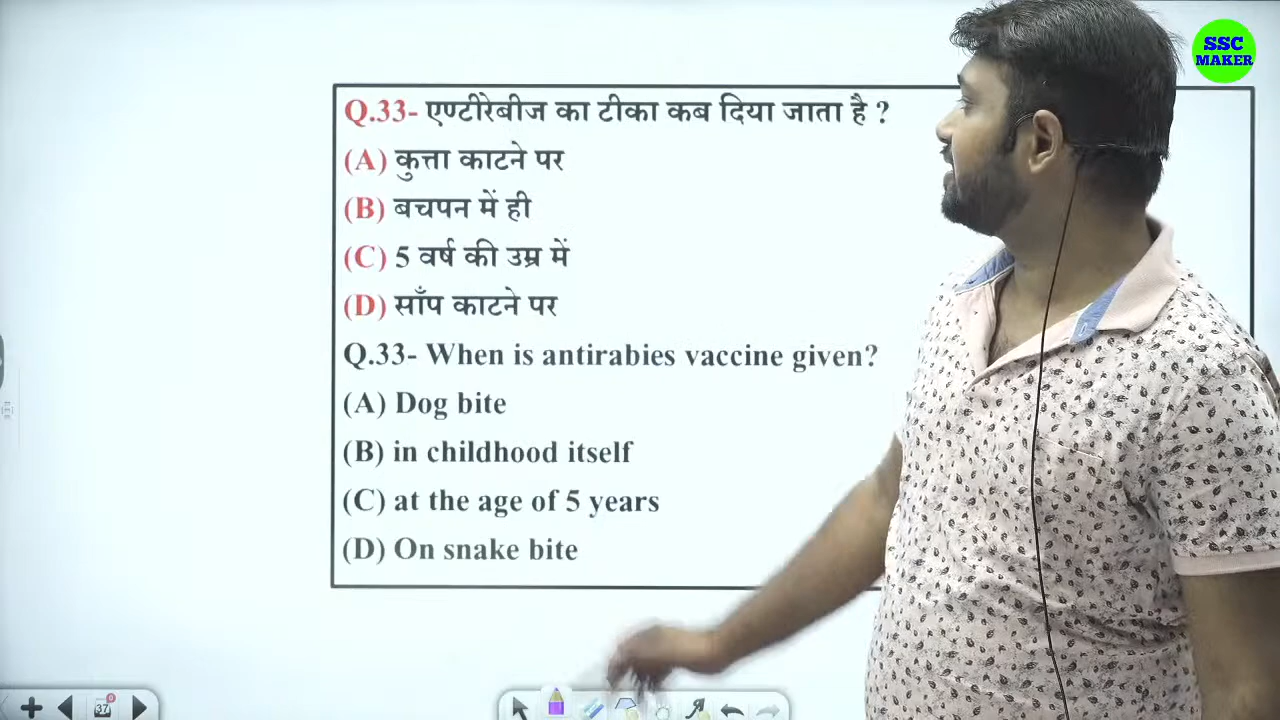 SSC
MAKER
Q.33- एण्टीरेबीज का टीका कब दिया जाता है ?
(A) कुत्ता काटने पर
(B) बचपन में ही
(C) 5 वर्ष की उम्र में
(D) साँप काटने पर
Q.33- When is antirabies vaccine given?
(A) Dog bite
(B) in childhood itself
(C) at the age of 5 years
(D) On snake bite
37